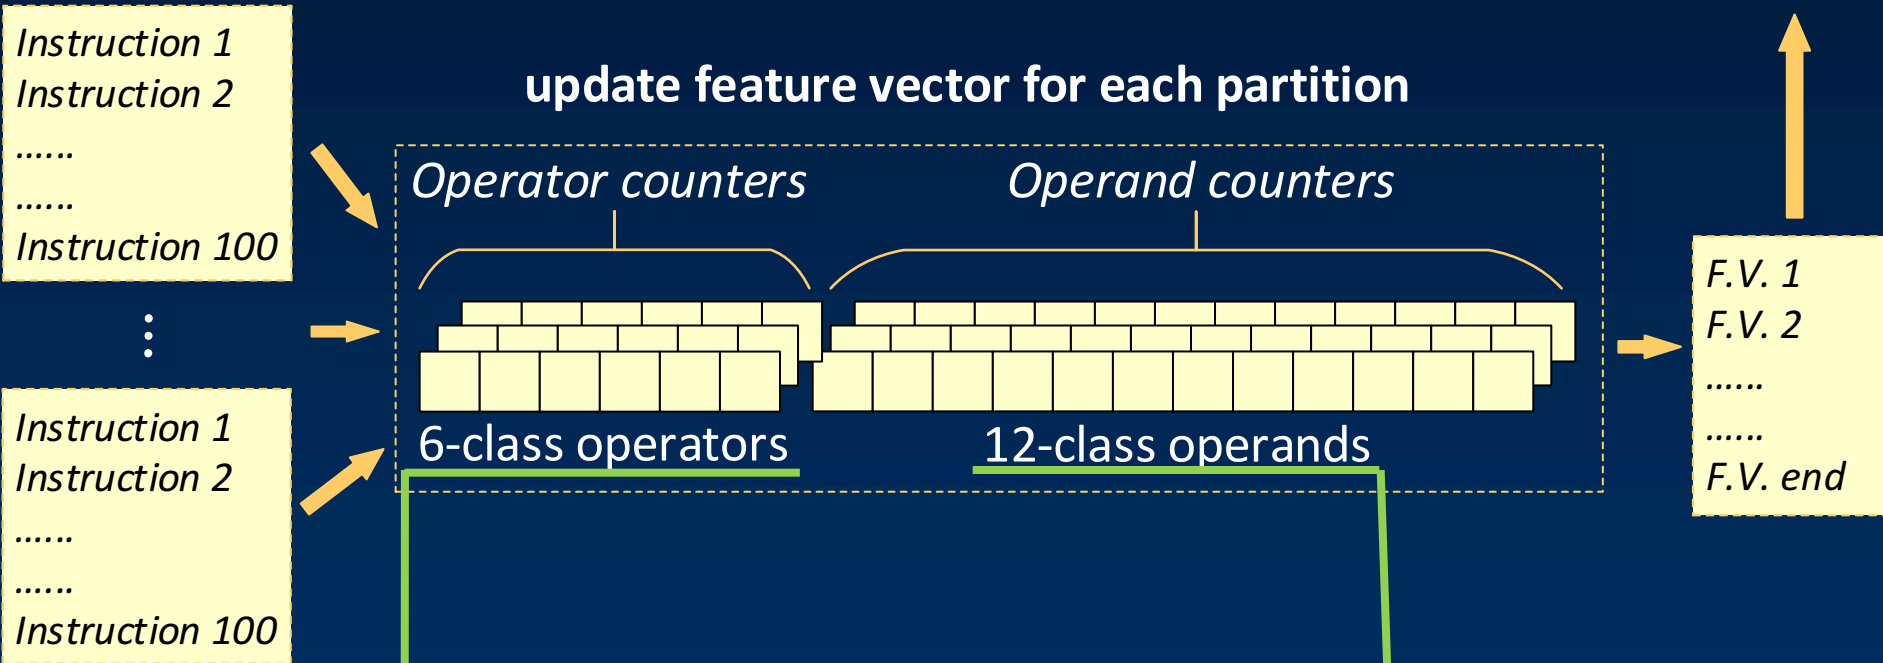 Instruction 1
Instruction 2
......
......
Instruction 100
⋮
Instruction 1
Instruction 2
......
......
Instruction 100
update feature vector for each partition
Operator counters
Operand counters
6-class operators
12-class operands
F.V. 1
F.V. 2
......
......
F.V. end